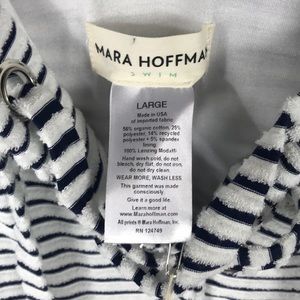 MARA HOFFMAN
SWIM
LARGE
Made in USA
of imported fabric
56% organic cotton, 25%
polyester, 14% recycled
polyester • 5% spandex
lining:
100% Lenzing Modal®
Hand wash cold, do not
bleach, dry flat, do not iron,
do not dry clean.
WEAR MORE, WASH LESS
This garment was made
consciously.
Give it a good life.
Learn more at
www.Marahoffman.com
All prints © Mara Hoffman, Inc.
RN 124749